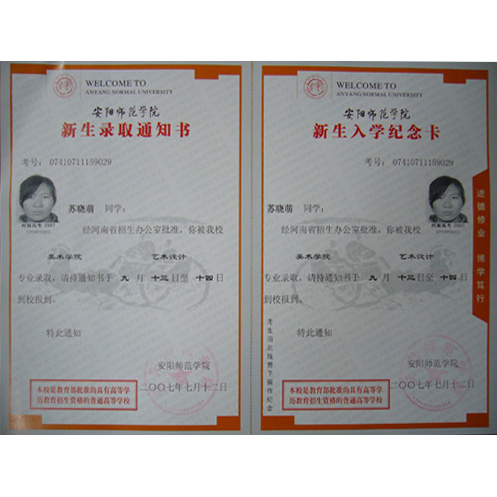 WELCOME TO
ANYANG NORMAL UNIVERSITY
安阳师范学院
新生录取通知书
考号: 07410711159029
苏晓萌 同学:
经河南省招生办公室批准，你被我校
美术学院 艺术设计
专业录取，请持通知书于 九 月 十三 日至 十四 日
到校报到。
特此通知
安阳师范学院
二〇〇七年七月十二日
本校是教育部批准的具有高等学
历教育招生资格的普通高等学校
WELCOME TO
ANYANG NORMAL UNIVERSITY
安阳师范学院
新生入学纪念卡
考号: 07410711159029
苏晓萌 同学:
经河南省招生办公室批准，你被我校
美术学院 艺术设计
专业录取，请持通知书于 九 月 十三 日至 十四 日
到校报到。
特此通知
安阳师范学院
二〇〇七年七月十二日
本校是教育部批准的具有高等学
历教育招生资格的普通高等学校
道德修业 博学笃行